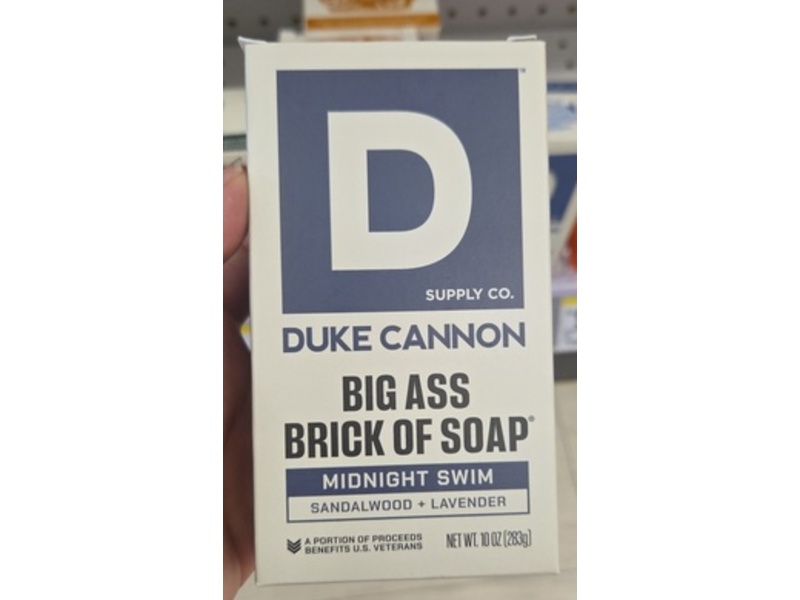 D
SUPPLY CO.
DUKE CANNON
BIG ASS
BRICK OF SOAP®
MIDNIGHT SWIM
SANDALWOOD + LAVENDER
A PORTION OF PROCEEDS
BENEFITS U.S. VETERANS
NET WT. 10 OZ (283g)